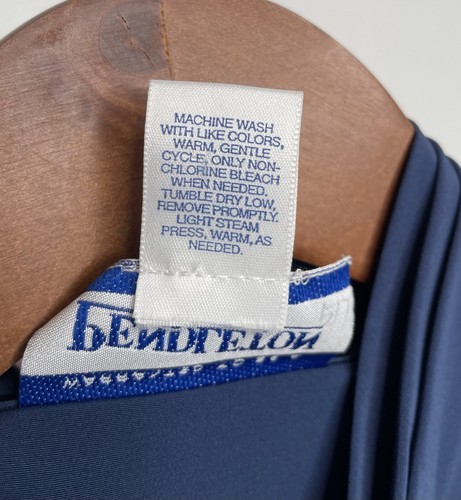 MACHINE WASH
WITH LIKE COLORS,
WARM, GENTLE
CYCLE, ONLY NON-
CHLORINE BLEACH
WHEN NEEDED.
TUMBLE DRY LOW,
REMOVE PROMPTLY.
LIGHT STEAM
PRESS, WARM, AS
NEEDED.
PENDLETON